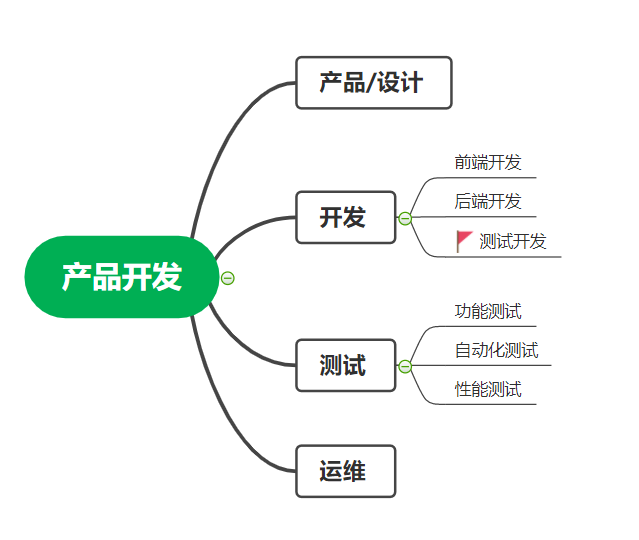 产品/设计
前端开发
后端开发
开发
测试开发
产品开发
功能测试
自动化测试
测试
性能测试
运维